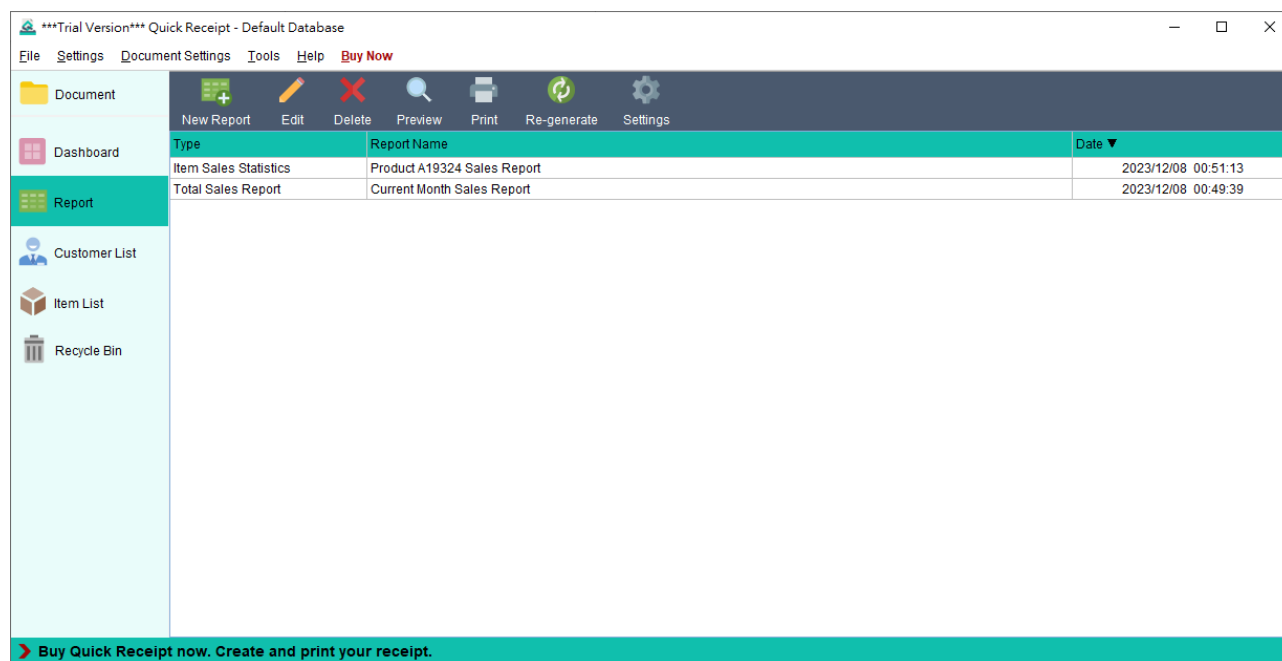 ***Trial Version*** Quick Receipt - Default Database
File Settings Document Settings Tools Help Buy Now
Document
Dashboard
Report
Customer List
Item List
Recycle Bin
New Report Edit Delete Preview Print Re-generate Settings
Type Report Name Date ▼
Item Sales Statistics Product A19324 Sales Report 2023/12/08 00:51:13
Total Sales Report Current Month Sales Report 2023/12/08 00:49:39
Buy Quick Receipt now. Create and print your receipt.